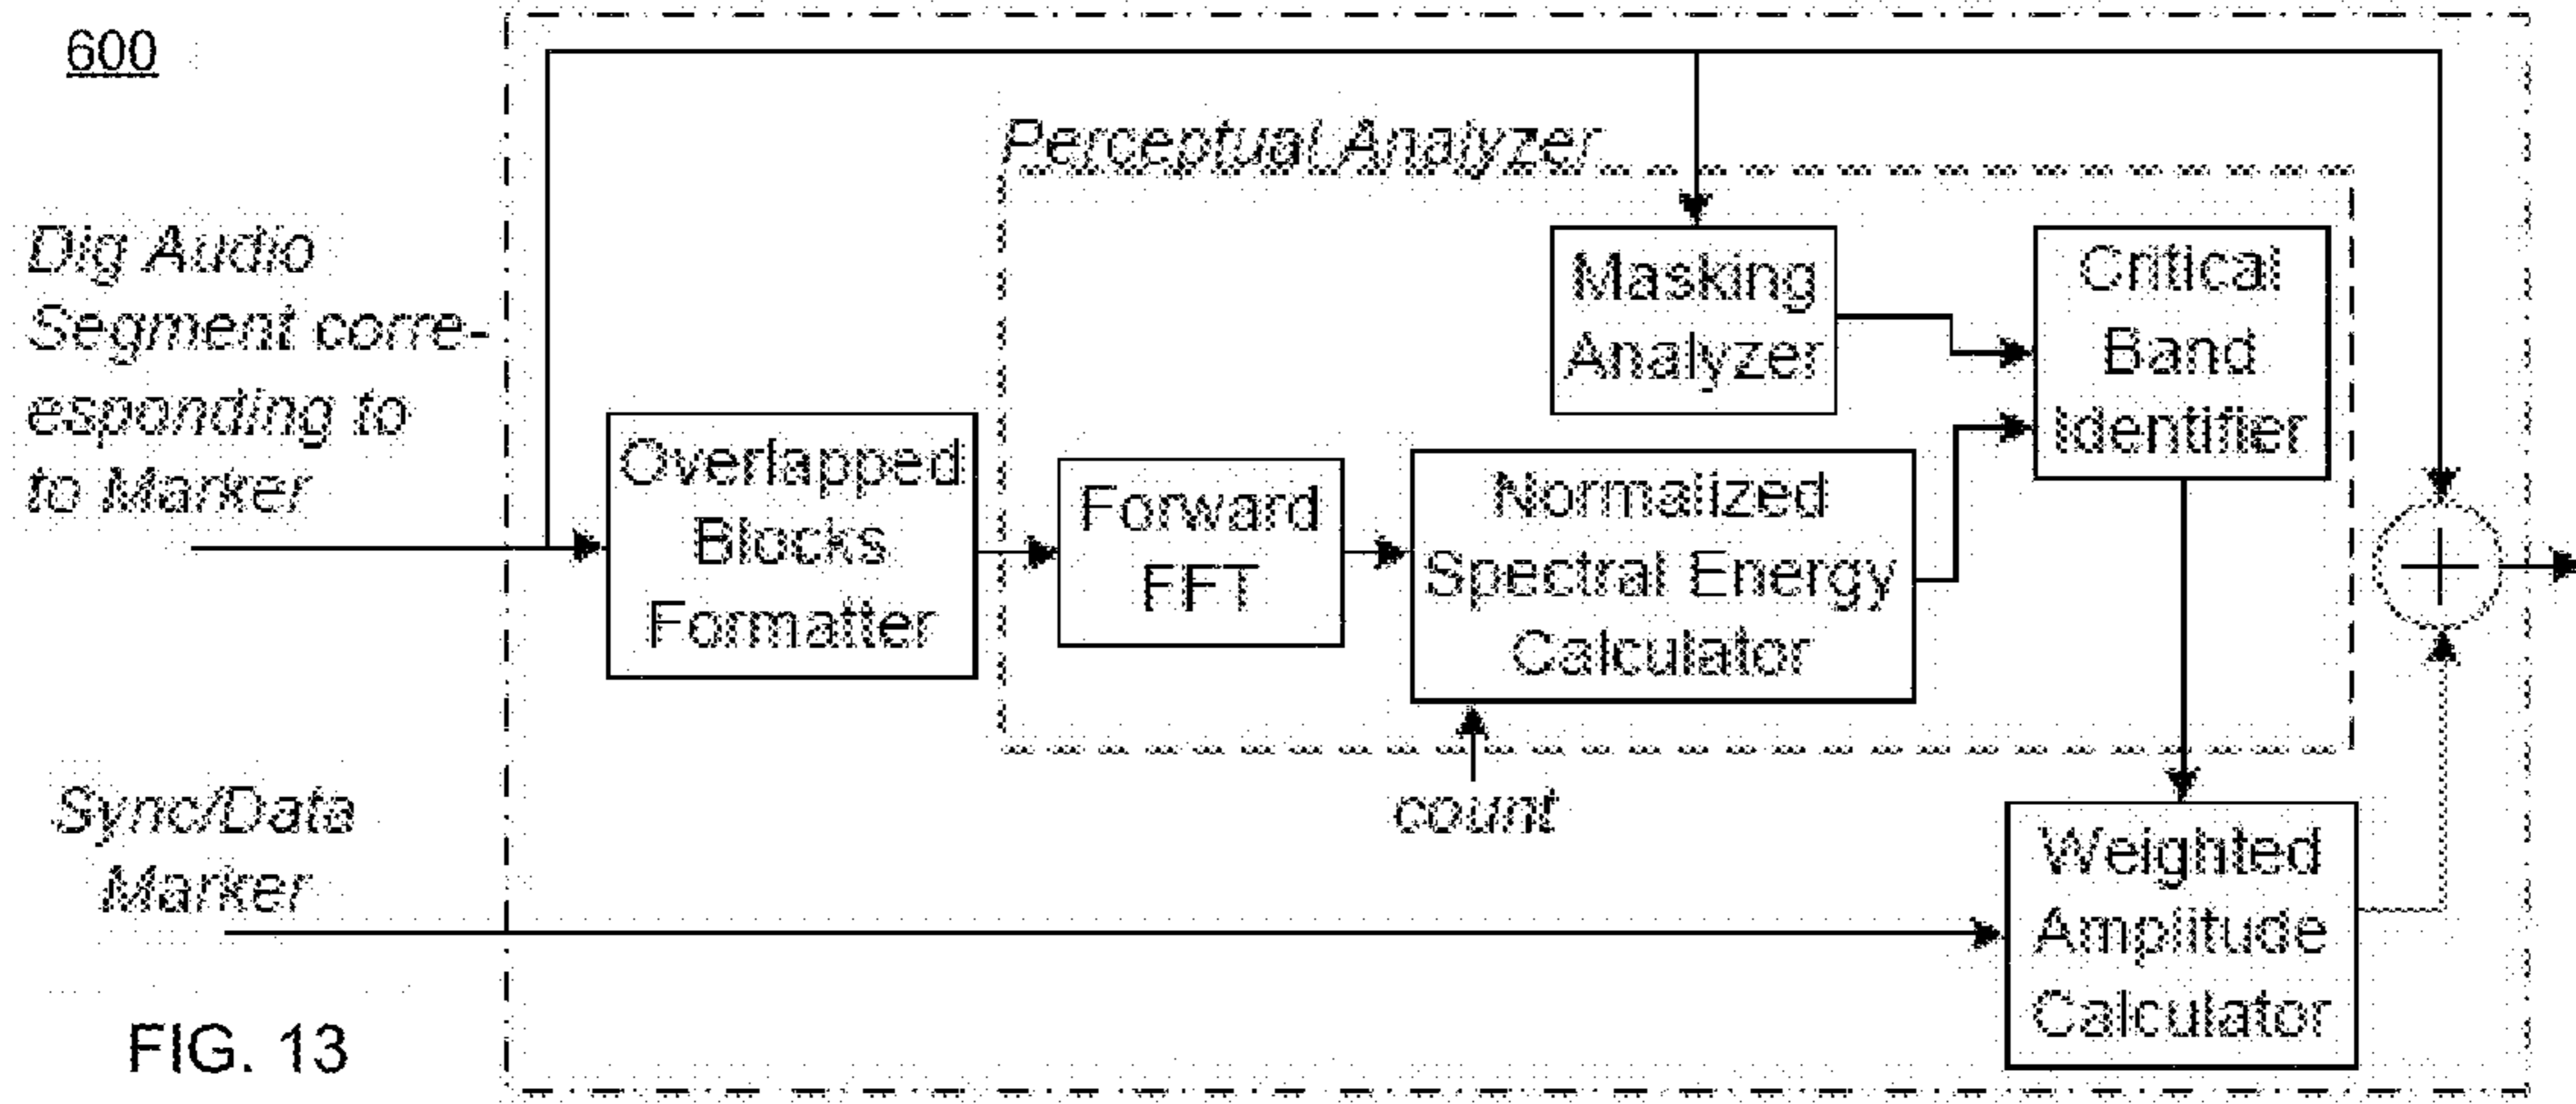 600
Perceptual Analyzer
Dig Audio
Segment corre-
esponding to
to Marker
Masking
Analyzer
Critical
Band
Identifier
Overlapped
Blocks
Formatter
Forward
FFT
Normalized
Spectral Energy
Calculator
count
Sync/Data
Marker
Weighted
Amplitude
Calculator
FIG. 13